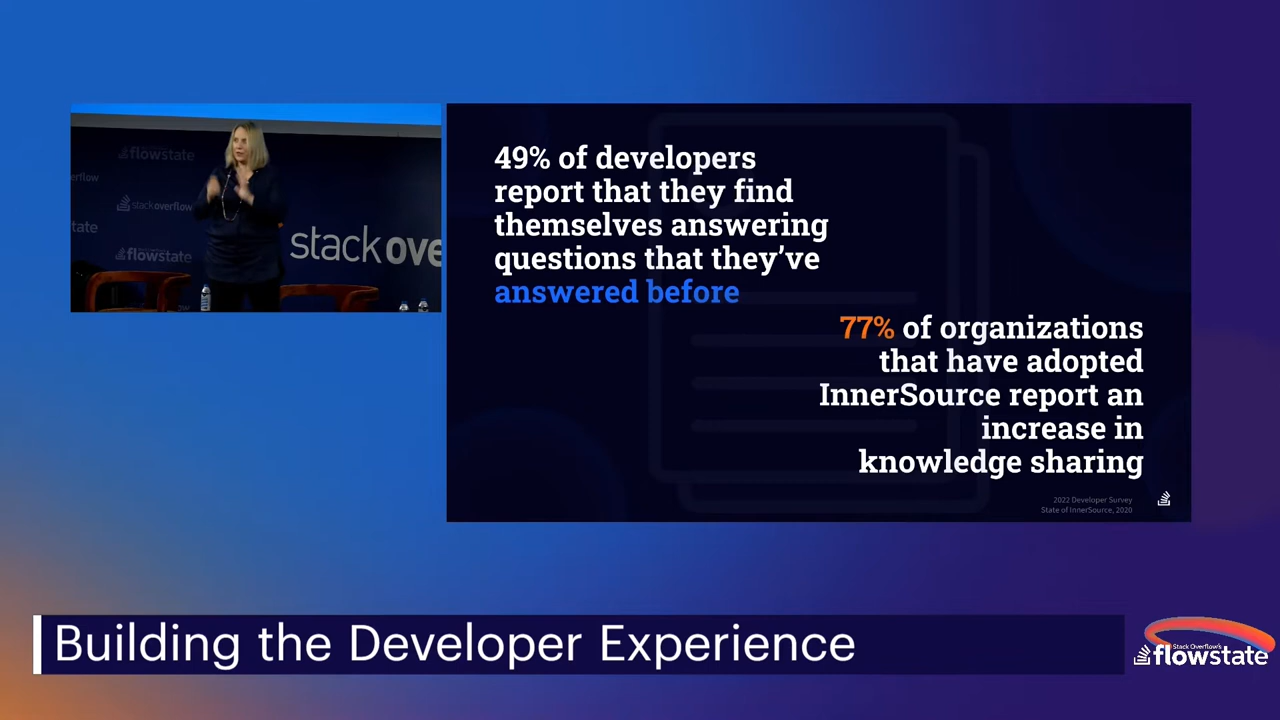 flowstate
erflow
stackoverflow
tate
flowstate
stack ove
49% of developers
report that they find
themselves answering
questions that they've
answered before
77% of organizations
that have adopted
InnerSource report an
increase in
knowledge sharing
2022 Developer Survey
State of InnerSource, 2020
Building the Developer Experience
Stack Overflow's
flowstate